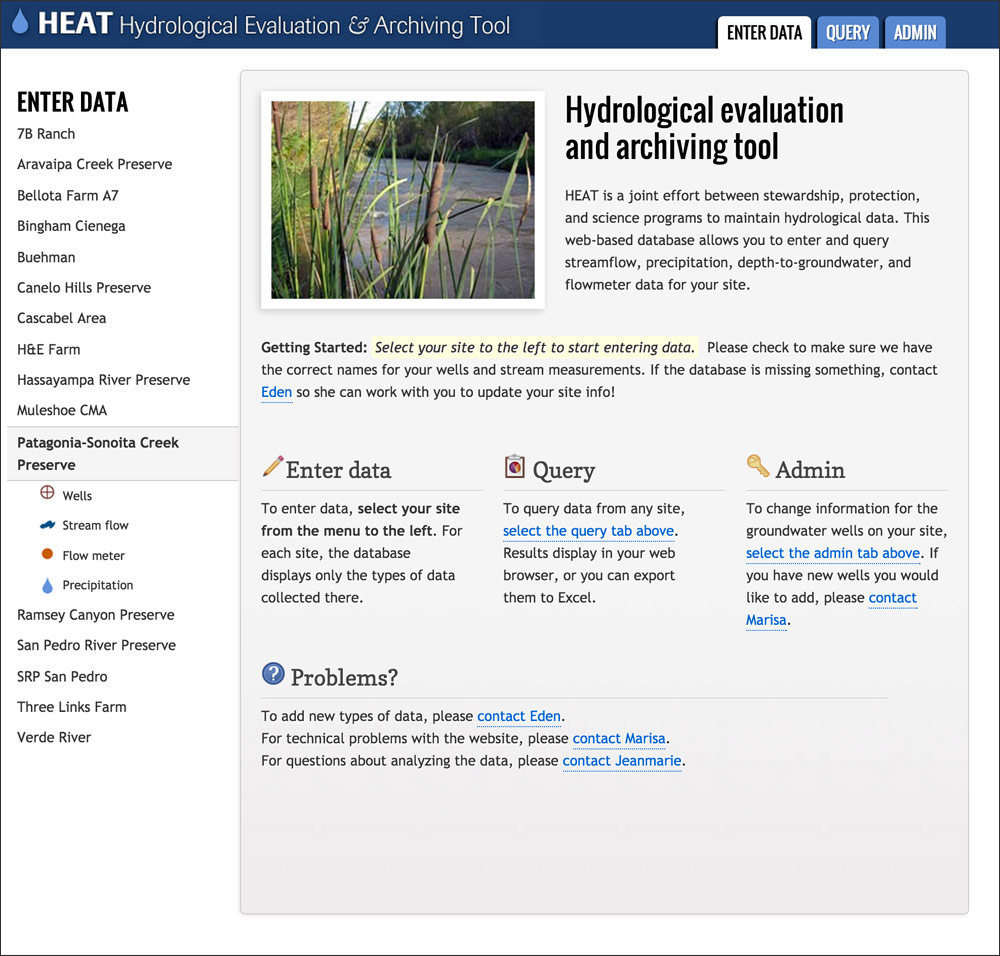 HEAT Hydrological Evaluation & Archiving Tool
ENTER DATA
QUERY
ADMIN
ENTER DATA
7B Ranch
Aravaipa Creek Preserve
Bellota Farm A7
Bingham Cienega
Buehman
Canelo Hills Preserve
Cascabel Area
H&E Farm
Hassayampa River Preserve
Muleshoe CMA
Patagonia-Sonoita Creek
Preserve
Wells
Stream flow
Flow meter
Precipitation
Ramsey Canyon Preserve
San Pedro River Preserve
SRP San Pedro
Three Links Farm
Verde River
Hydrological evaluation
and archiving tool
HEAT is a joint effort between stewardship, protection,
and science programs to maintain hydrological data. This
web-based database allows you to enter and query
streamflow, precipitation, depth-to-groundwater, and
flowmeter data for your site.
Getting Started: Select your site to the left to start entering data. Please check to make sure we have
the correct names for your wells and stream measurements. If the database is missing something, contact
Eden so she can work with you to update your site info!
Enter data
To enter data, select your site
from the menu to the left. For
each site, the database
displays only the types of data
collected there.
Query
To query data from any site,
select the query tab above.
Results display in your web
browser, or you can export
them to Excel.
Admin
To change information for the
groundwater wells on your site,
select the admin tab above. If
you have new wells you would
like to add, please contact
Marisa.
? Problems?
To add new types of data, please contact Eden.
For technical problems with the website, please contact Marisa.
For questions about analyzing the data, please contact Jeanmarie.